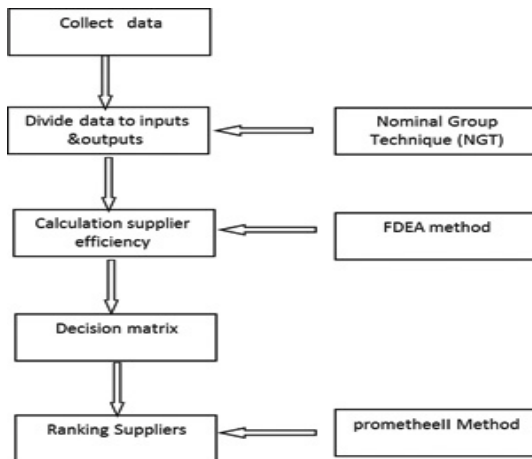 Collect data
Divide data to inputs
&outputs
Nominal Group
Technique (NGT)
Calculation supplier
efficiency
FDEA method
Decision matrix
Ranking Suppliers
prometheeII Method